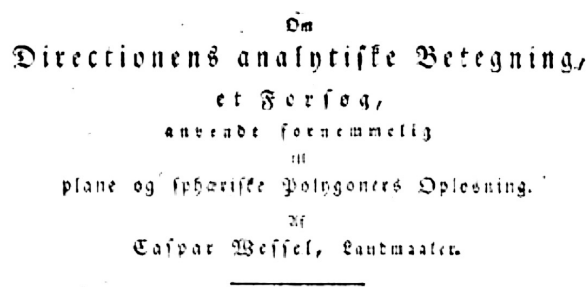 Om
Directionens analytiske Betegning,
et Forsøg,
anvendt fornemmelig
til
plane og sphæriske Polygoners Opløsning.
Af
Caspar Wessel, Landmaaler.